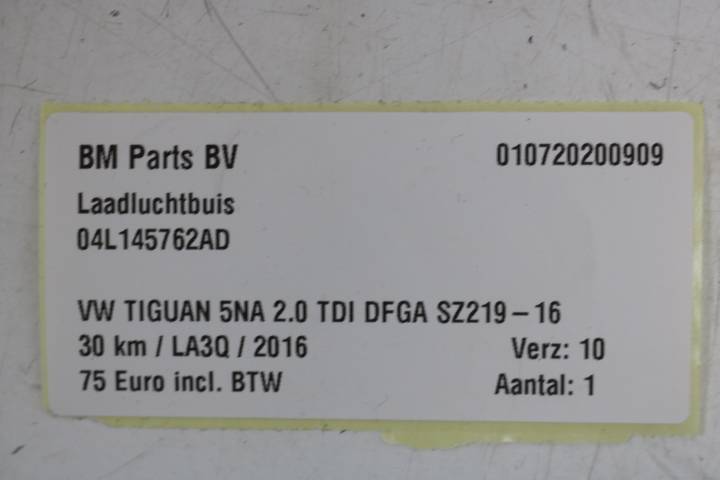 BM Parts BV 010720200909
Laadluchtbuis
04L145762AD
VW TIGUAN 5NA 2.0 TDI DFGA SZ219-16
30 km / LA3Q / 2016 Verz: 10
75 Euro incl. BTW Aantal: 1